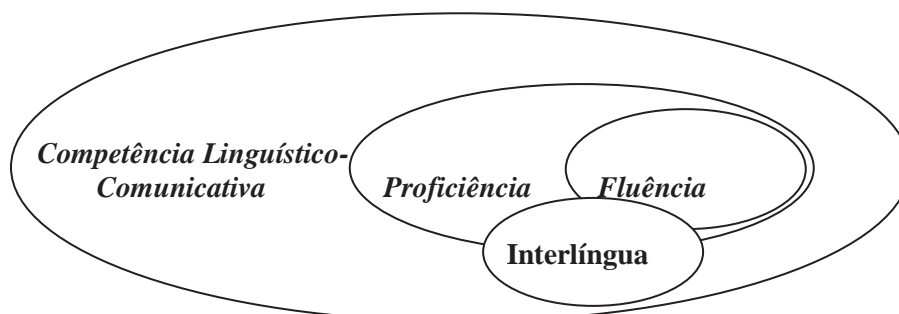 Competência Linguístico-
Comunicativa
Proficiência
Fluência
Interlíngua